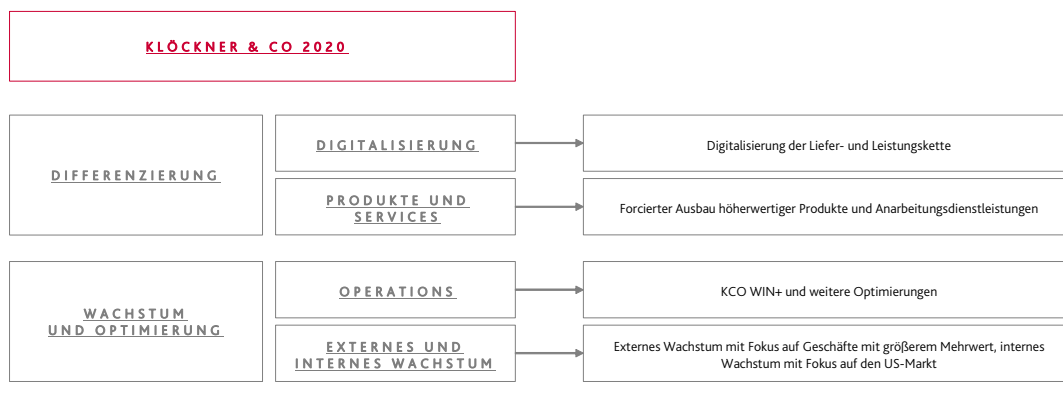 KLÖCKNER & CO 2020
DIFFERENZIERUNG
DIGITALISIERUNG
Digitalisierung der Liefer- und Leistungskette
PRODUKTE UND
SERVICES
Forcierter Ausbau höherwertiger Produkte und Anarbeitungsdienstleistungen
WACHSTUM
UND OPTIMIERUNG
OPERATIONS
KCO WIN+ und weitere Optimierungen
EXTERNES UND
INTERNES WACHSTUM
Externes Wachstum mit Fokus auf Geschäfte mit größerem Mehrwert, internes
Wachstum mit Fokus auf den US-Markt